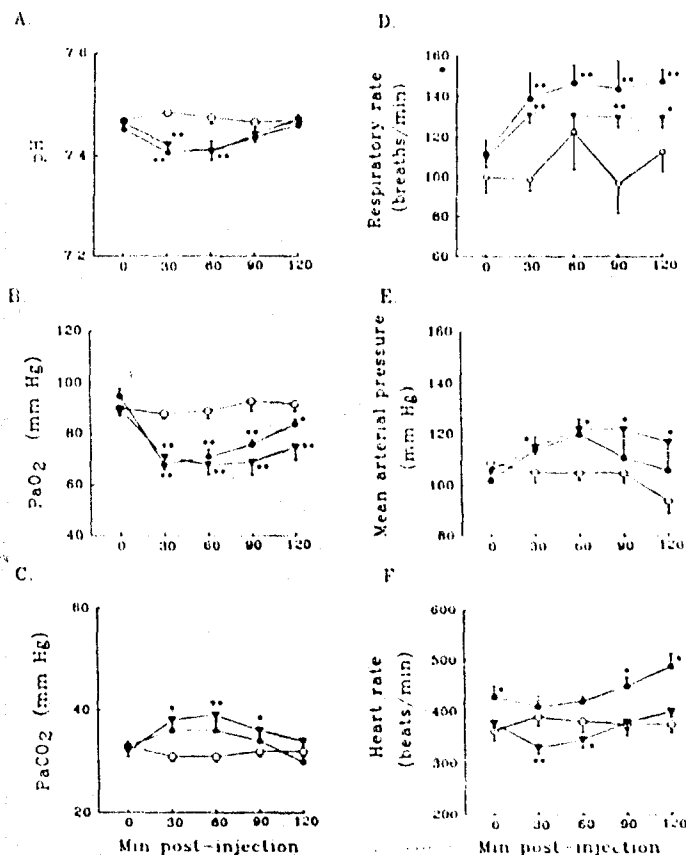 A.
7.6
7.4
7.2
pH
0 30 60 90 120
B.
120
100
80
60
40
PaO2 (mm Hg)
0 30 60 90 120
C.
60
40
20
PaCO2 (mm Hg)
0 30 60 90 120
Min post-injection
D.
160
140
120
100
80
60
Respiratory rate
(breaths/min)
0 30 60 90 120
E.
160
140
120
100
80
Mean arterial pressure
(mm Hg)
0 30 60 90 120
F.
600
500
400
300
200
Heart rate
(beats/min)
0 30 60 90 120
Min post-injection